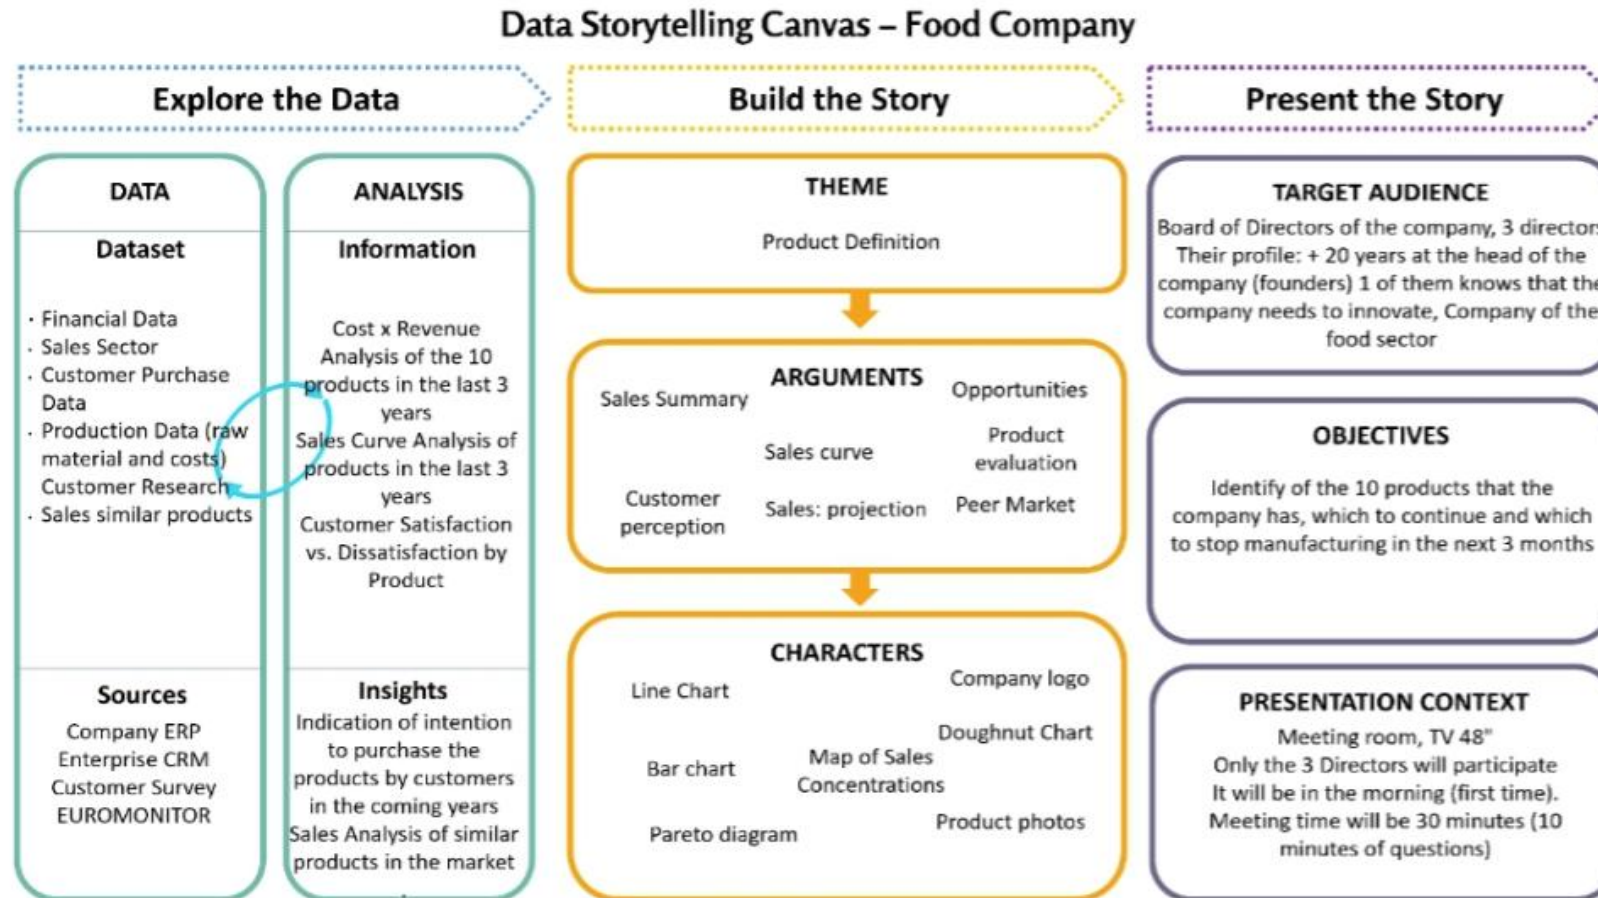 Data Storytelling Canvas – Food Company
Explore the Data
Build the Story
Present the Story
DATA
Dataset
· Financial Data
· Sales Sector
· Customer Purchase
Data
· Production Data (raw
material and costs)
Customer Research
· Sales similar products
Sources
Company ERP
Enterprise CRM
Customer Survey
EUROMONITOR
ANALYSIS
Information
Cost x Revenue
Analysis of the 10
products in the last 3
years
Sales Curve Analysis of
products in the last 3
years
Customer Satisfaction
vs. Dissatisfaction by
Product
Insights
Indication of intention
to purchase the
products by customers
in the coming years
Sales Analysis of similar
products in the market
THEME
Product Definition
ARGUMENTS
Sales Summary
Opportunities
Sales curve
Product
evaluation
Customer
perception
Sales: projection
Peer Market
CHARACTERS
Line Chart
Company logo
Doughnut Chart
Bar chart
Map of Sales
Concentrations
Pareto diagram
Product photos
TARGET AUDIENCE
Board of Directors of the company, 3 directors
Their profile: + 20 years at the head of the
company (founders) 1 of them knows that the
company needs to innovate, Company of the
food sector
OBJECTIVES
Identify of the 10 products that the
company has, which to continue and which
to stop manufacturing in the next 3 months
PRESENTATION CONTEXT
Meeting room, TV 48"
Only the 3 Directors will participate
It will be in the morning (first time).
Meeting time will be 30 minutes (10
minutes of questions)